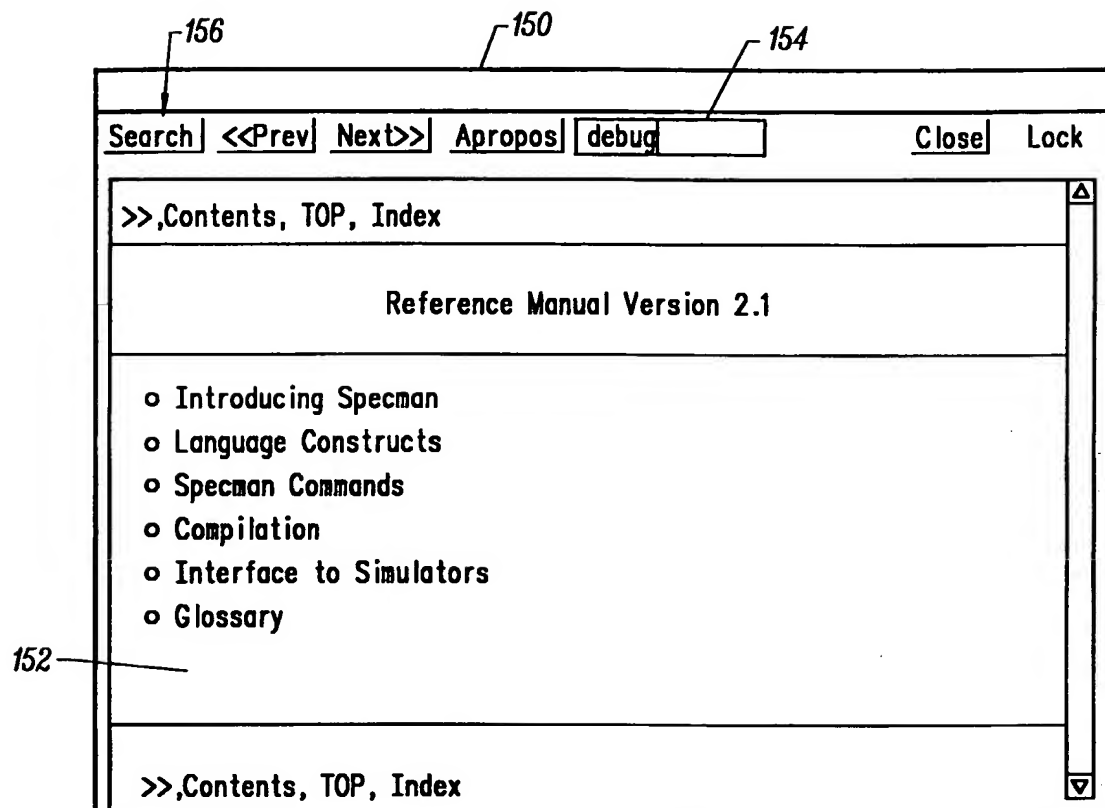 156 150 154
Search <<Prev Next>> Apropos debug Close Lock
>>,Contents, TOP, Index
Reference Manual Version 2.1
o Introducing Specman
o Language Constructs
o Specman Commands
o Compilation
o Interface to Simulators
o Glossary
152
>>,Contents, TOP, Index